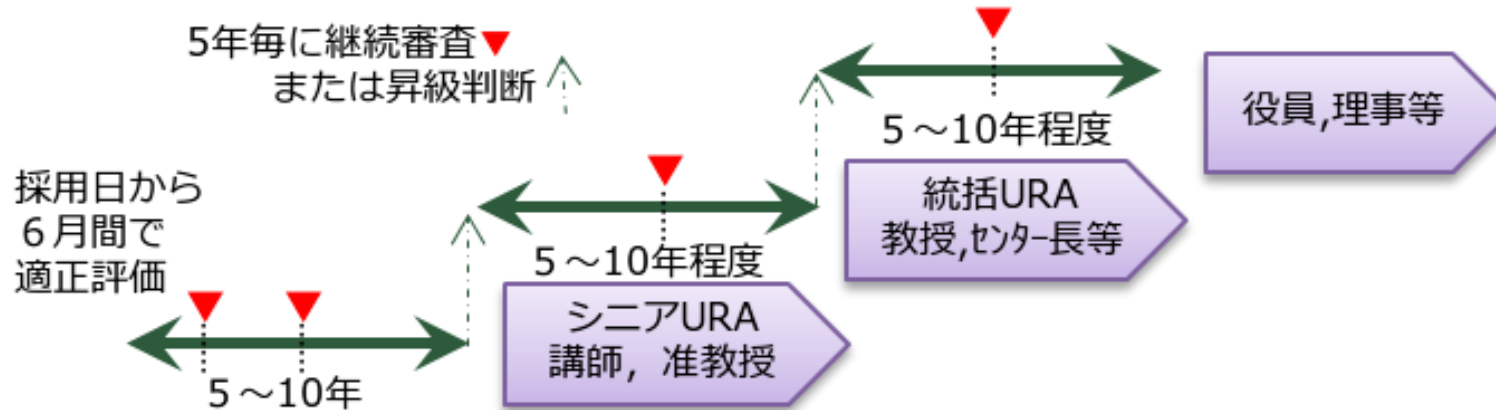 5年毎に継続審査
または昇級判断
採用日から
６月間で
適正評価
5～10年
5～10年程度
シニアURA
講師，准教授
5～10年程度
統括URA
教授,ｾﾝﾀｰ長等
役員,理事等